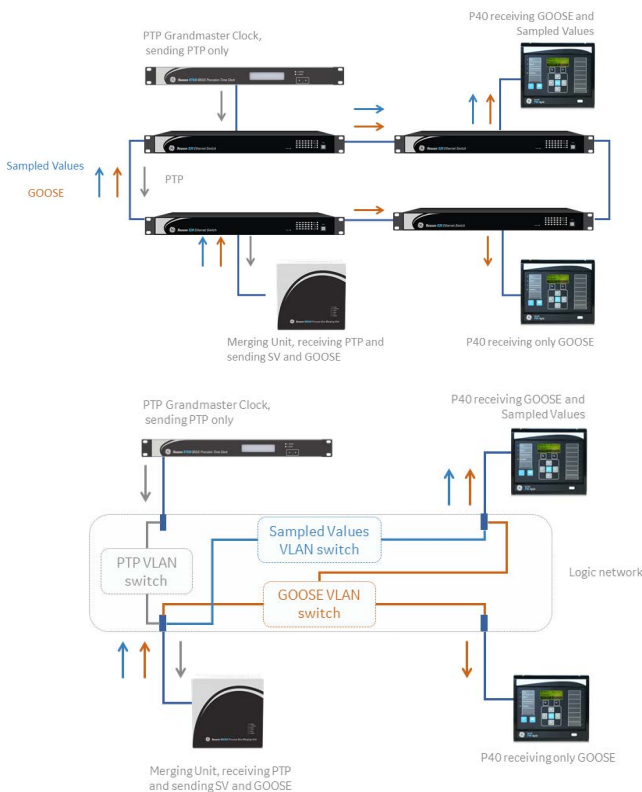 PTP Grandmaster Clock,
sending PTP only
P40 receiving GOOSE and
Sampled Values
Sampled Values
GOOSE
PTP
Merging Unit, receiving PTP and
sending SV and GOOSE
P40 receiving only GOOSE
PTP Grandmaster Clock,
sending PTP only
P40 receiving GOOSE and
Sampled Values
Sampled Values
VLAN switch
PTP VLAN
switch
Logic network
GOOSE VLAN
switch
Merging Unit, receiving PTP
and sending SV and GOOSE
P40 receiving only GOOSE